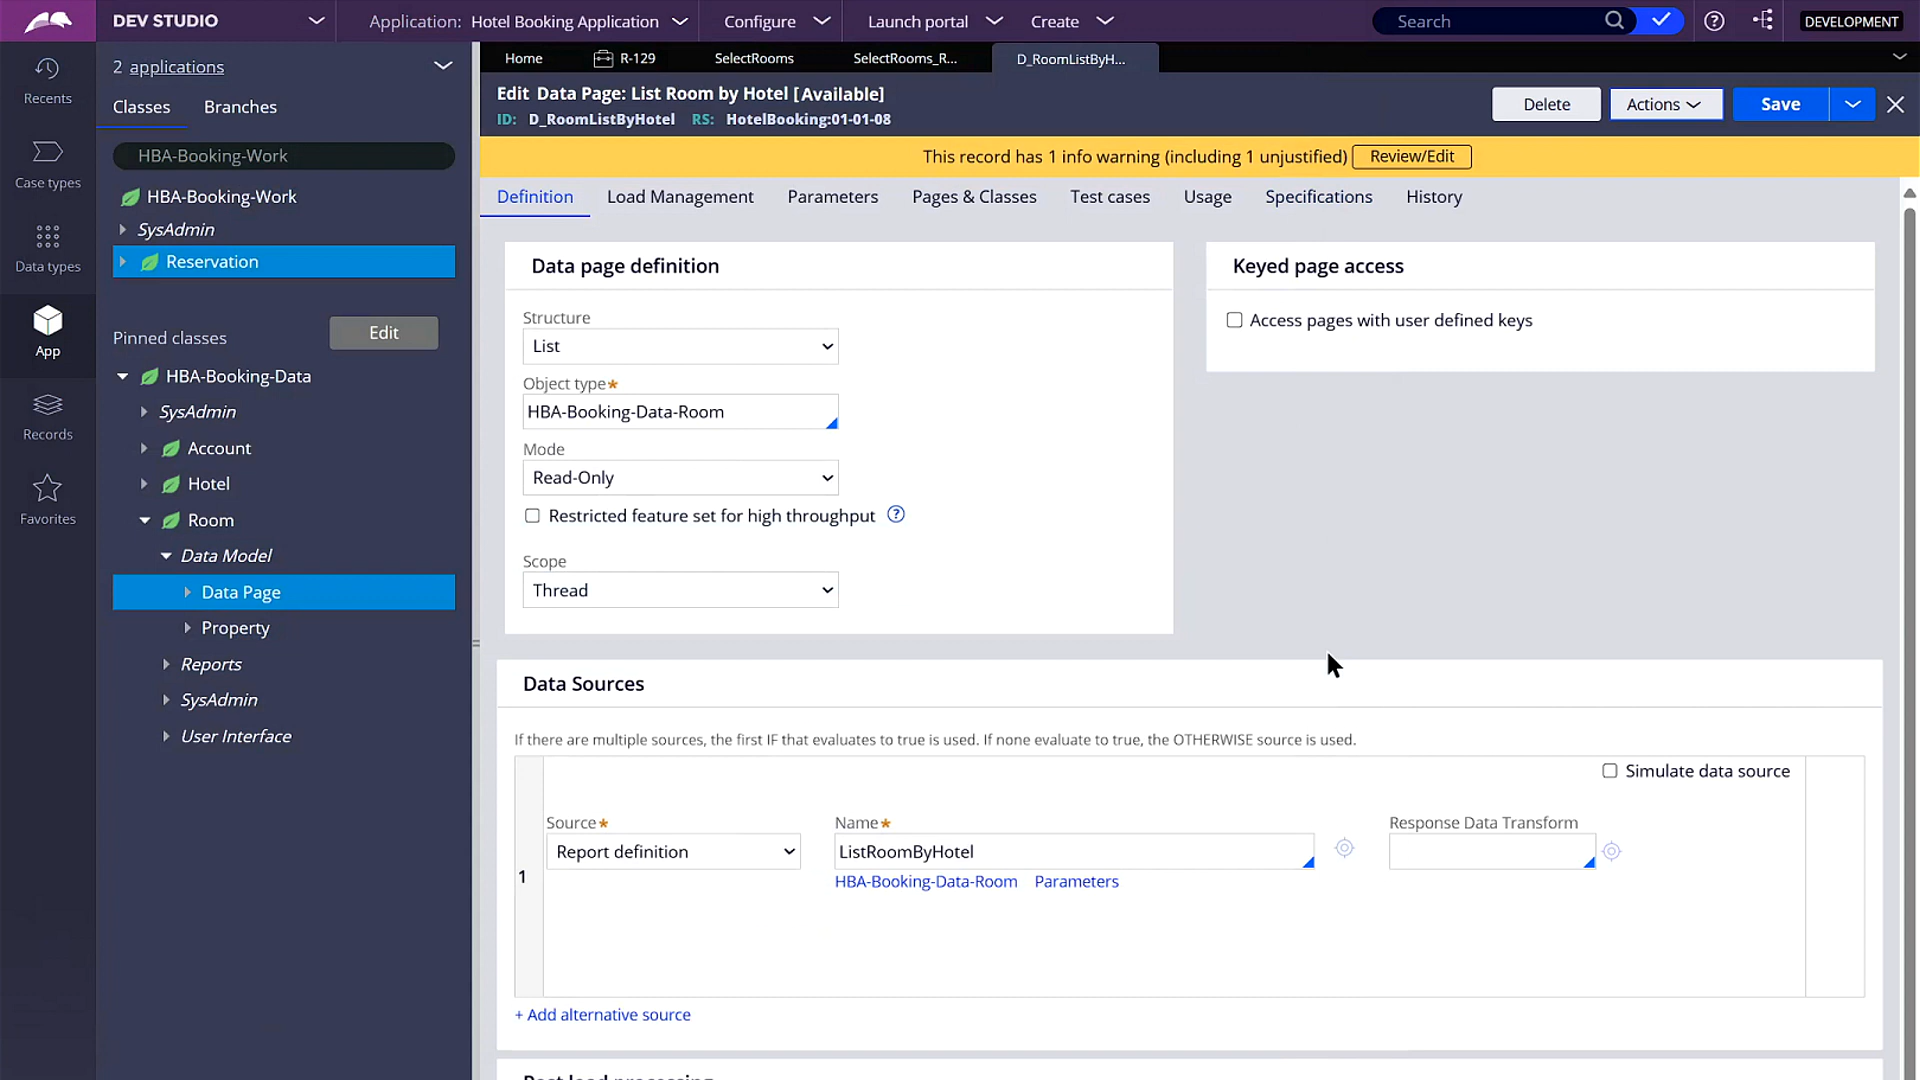 DEV STUDIO
Application: Hotel Booking Application
Configure
Launch portal
Create
Search
DEVELOPMENT
Recents
Case types
Data types
App
Records
Favorites
2 applications
Classes
Branches
HBA-Booking-Work
HBA-Booking-Work
SysAdmin
Reservation
Pinned classes
Edit
HBA-Booking-Data
SysAdmin
Account
Hotel
Room
Data Model
Data Page
Property
Reports
SysAdmin
User Interface
Home
R-129
SelectRooms
SelectRooms_R...
D_RoomListByH...
Edit Data Page: List Room by Hotel [Available]
ID: D_RoomListByHotel RS: HotelBooking:01-01-08
Delete
Actions
Save
This record has 1 info warning (including 1 unjustified)
Review/Edit
Definition
Load Management
Parameters
Pages & Classes
Test cases
Usage
Specifications
History
Data page definition
Structure
List
Object type*
HBA-Booking-Data-Room
Mode
Read-Only
Restricted feature set for high throughput
Scope
Thread
Keyed page access
Access pages with user defined keys
Data Sources
If there are multiple sources, the first IF that evaluates to true is used. If none evaluate to true, the OTHERWISE source is used.
Simulate data source
1
Source*
Report definition
Name*
ListRoomByHotel
HBA-Booking-Data-Room Parameters
Response Data Transform
+ Add alternative source
Post load processing